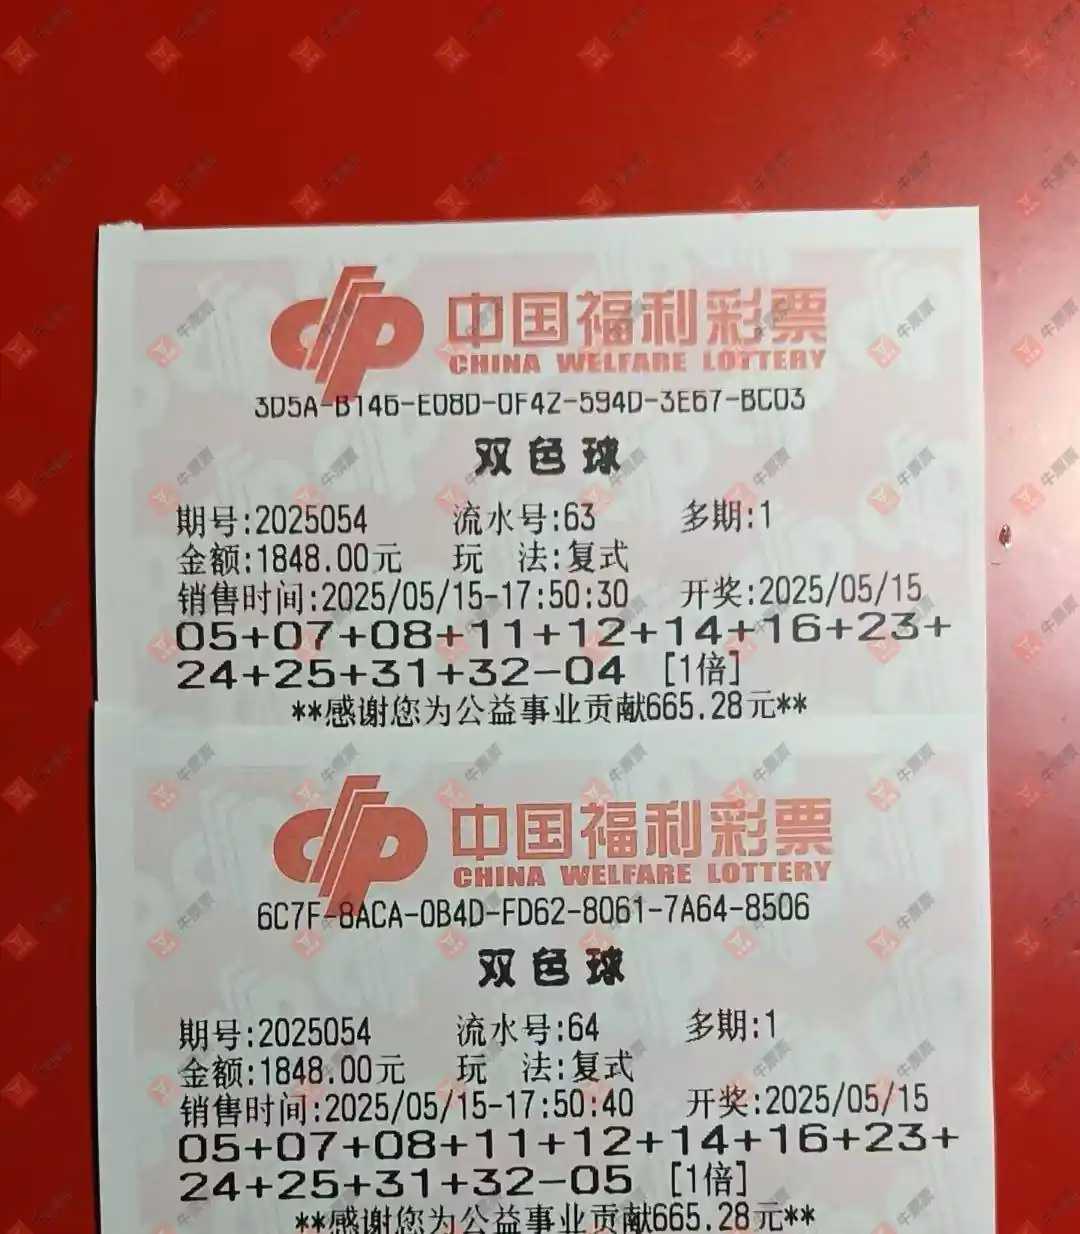 中国福利彩票
CHINA WELFARE LOTTERY
3D5A-B146-E08D-0F42-594D-3E67-BC03
双色球
期号:2025054 流水号:63 多期:1
金额:1848.00元 玩 法:复式
销售时间:2025/05/15-17:50:30 开奖:2025/05/15
05+07+08+11+12+14+16+23+
24+25+31+32-04 [1倍]
**感谢您为公益事业贡献665.28元**
中国福利彩票
CHINA WELFARE LOTTERY
6C7F-8ACA-0B4D-FD62-8061-7A64-8506
双色球
期号:2025054 流水号:64 多期:1
金额:1848.00元 玩 法:复式
销售时间:2025/05/15-17:50:40 开奖:2025/05/15
05+07+08+11+12+14+16+23+
24+25+31+32-05 [1倍]
**感谢您为公益事业贡献665.28元**